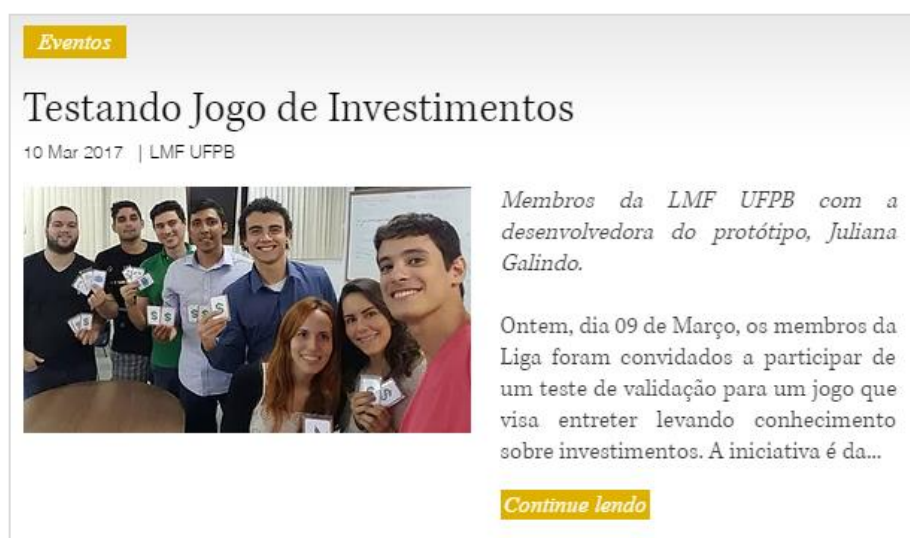 Eventos
Testando Jogo de Investimentos
10 Mar 2017 | LMF UFPB
Membros da LMF UFPB com a
desenvolvedora do protótipo, Juliana
Galindo.
Ontem, dia 09 de Março, os membros da
Liga foram convidados a participar de
um teste de validação para um jogo que
visa entreter levando conhecimento
sobre investimentos. A iniciativa é da...
Continue lendo
$ $ $
$ $